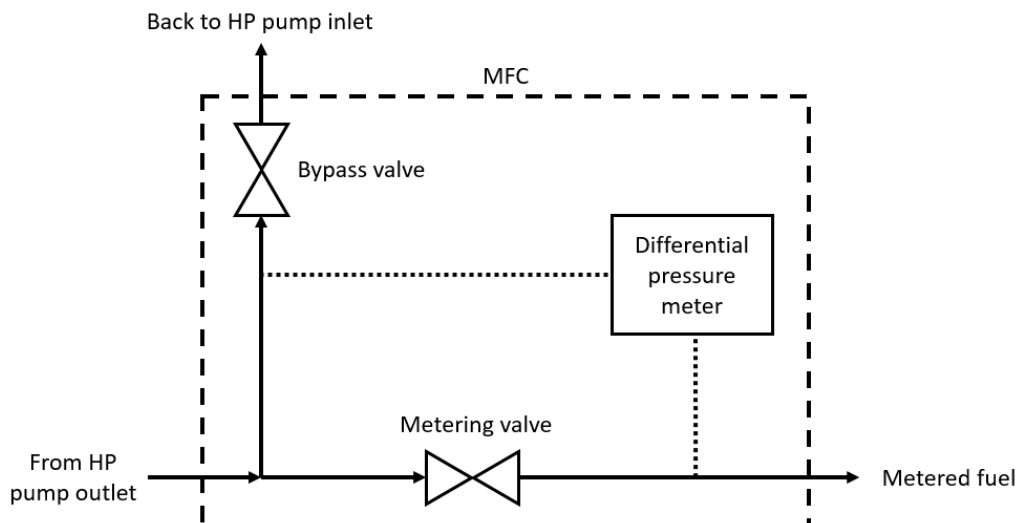 Back to HP pump inlet
MFC
Bypass valve
Differential
pressure
meter
Metering valve
From HP
pump outlet
Metered fuel